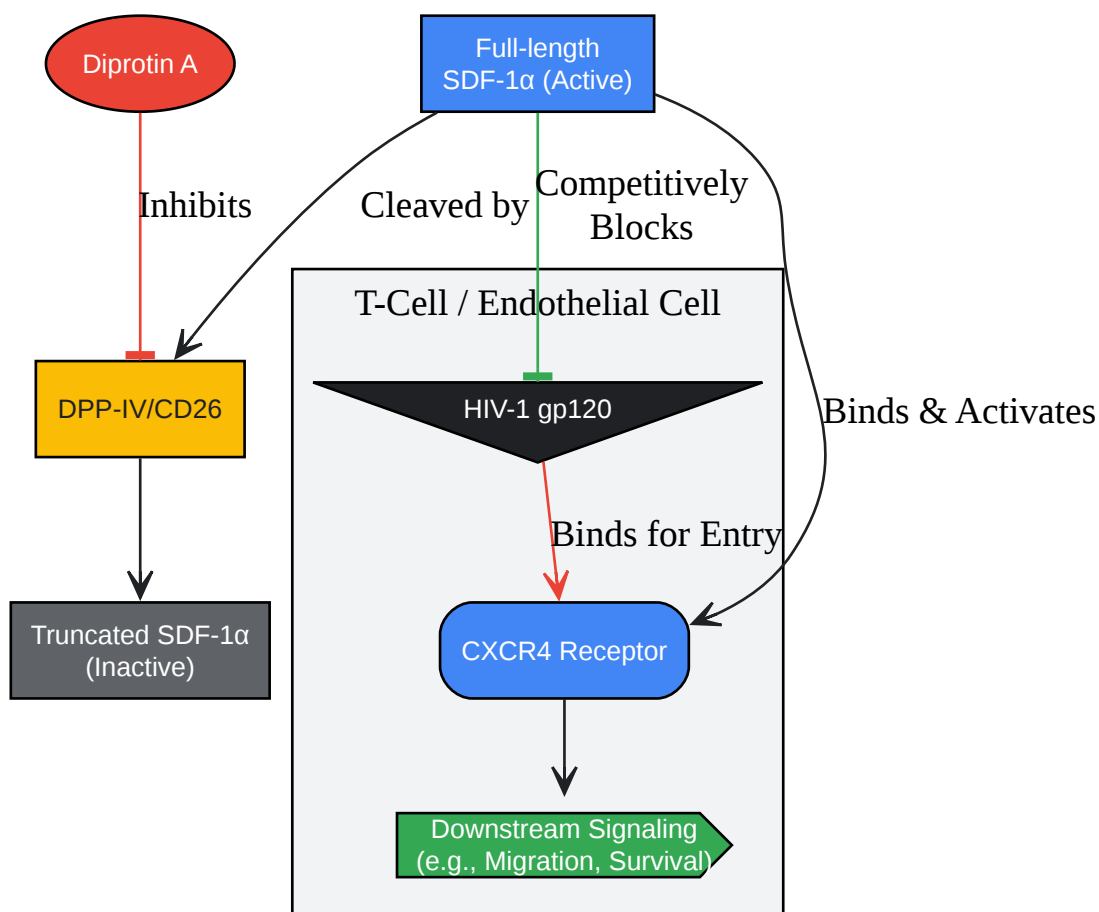 Diprotin A
Full-length
SDF-1α (Active)
Inhibits
Cleaved by
Competitively
Blocks
T-Cell / Endothelial Cell
DPP-IV/CD26
HIV-1 gp120
Binds & Activates
Binds for Entry
Truncated SDF-1α
(Inactive)
CXCR4 Receptor
Downstream Signaling
(e.g., Migration, Survival)